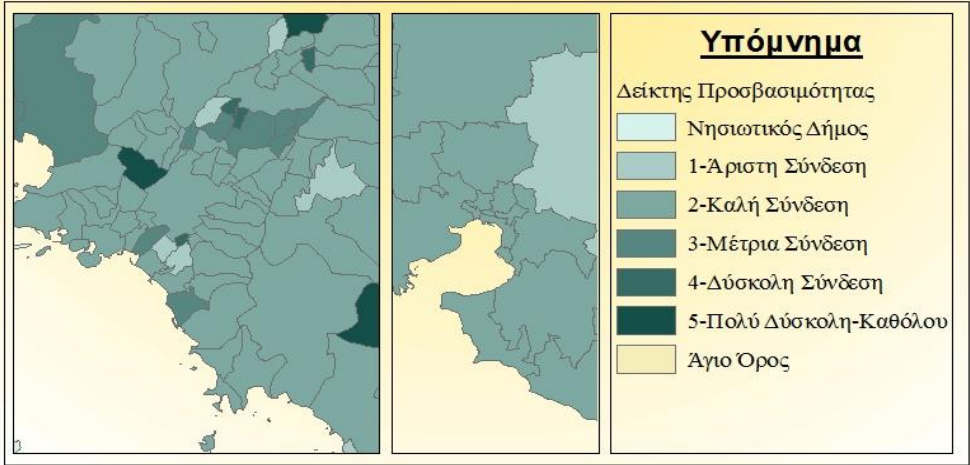 Υπόμνημα
Δείκτης Προσβασιμότητας
Νησιωτικός Δήμος
1-Άριστη Σύνδεση
2-Καλή Σύνδεση
3-Μέτρια Σύνδεση
4-Δύσκολη Σύνδεση
5-Πολύ Δύσκολη-Καθόλου
Άγιο Όρος